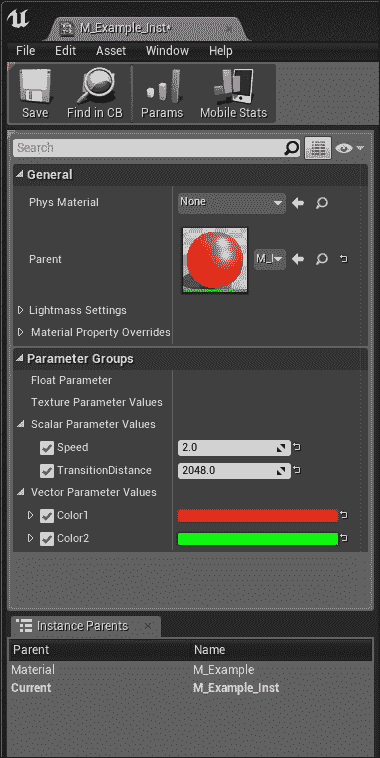 M_Example_Inst*
File Edit Asset Window Help
Save Find in CB Params Mobile Stats
Search
General
Phys Material None
Parent M_I
Lightmass Settings
Material Property Overrides
Parameter Groups
Float Parameter
Texture Parameter Values
Scalar Parameter Values
Speed 2.0
TransitionDistance 2048.0
Vector Parameter Values
Color1
Color2
Instance Parents
Parent Name
Material M_Example
Current M_Example_Inst